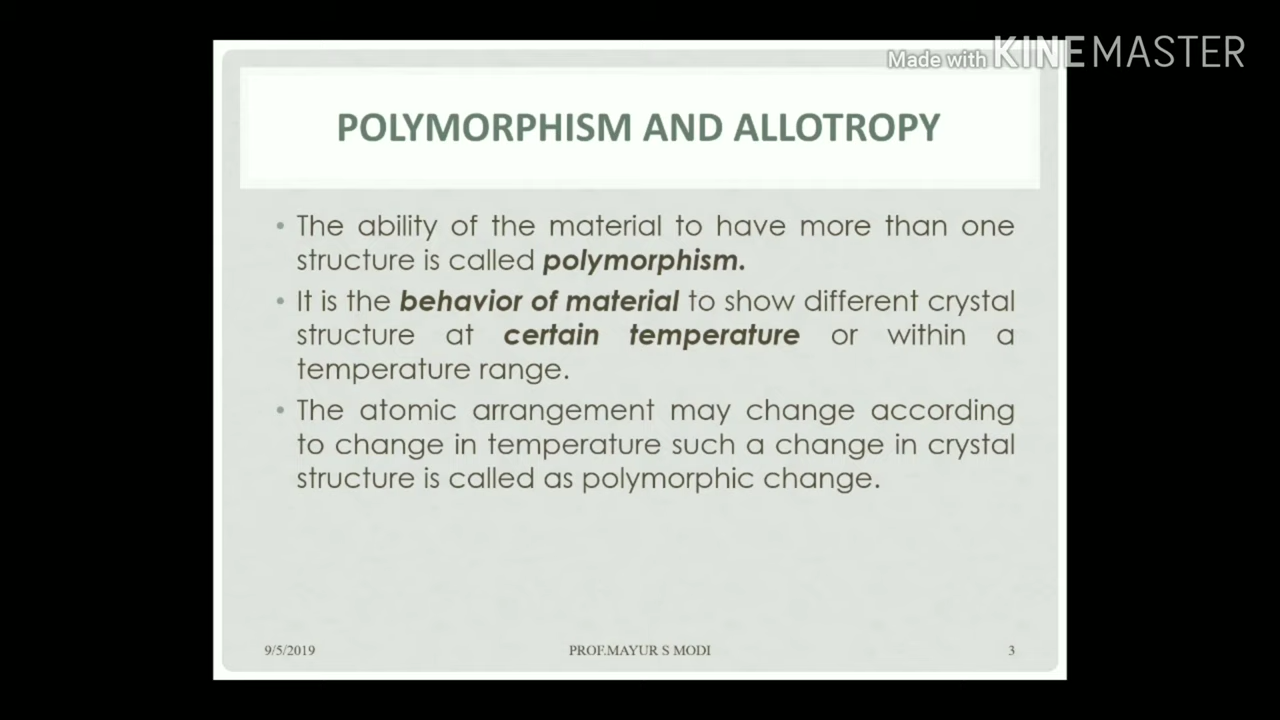 Made with KINEMASTER
POLYMORPHISM AND ALLOTROPY
• The ability of the material to have more than one
structure is called polymorphism.
• It is the behavior of material to show different crystal
structure at certain temperature or within a
temperature range.
• The atomic arrangement may change according
to change in temperature such a change in crystal
structure is called as polymorphic change.
9/5/2019 PROF.MAYUR S MODI 3